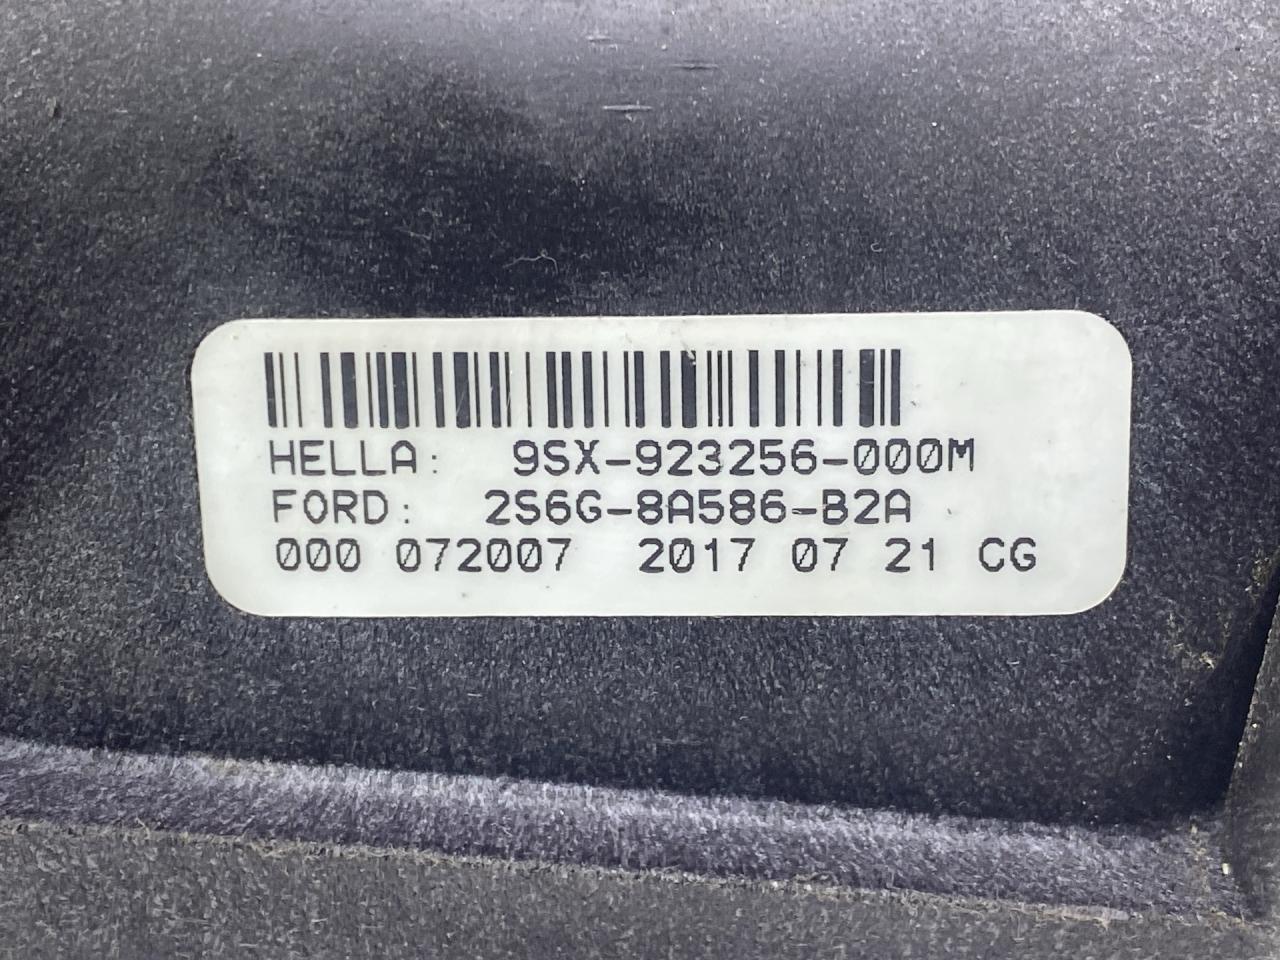 HELLA: 9SX-923256-000M
FORD: 2S6G-8A586-B2A
000 072007 2017 07 21 CG